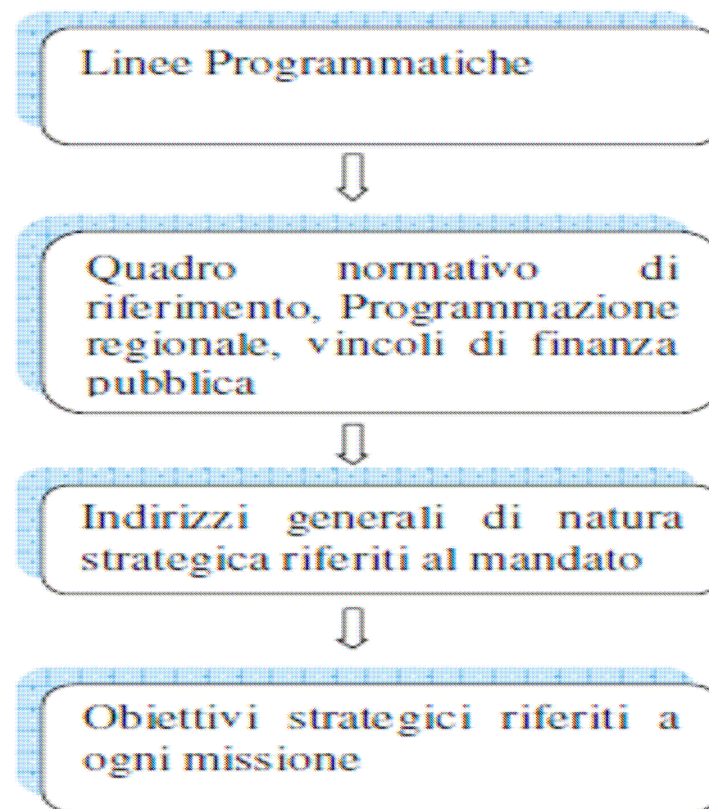 Linee Programmatiche
Quadro normativo di
riferimento, Programmazione
regionale, vincoli di finanza
pubblica
Indirizzi generali di natura
strategica riferiti al mandato
Obiettivi strategici riferiti a
ogni missione